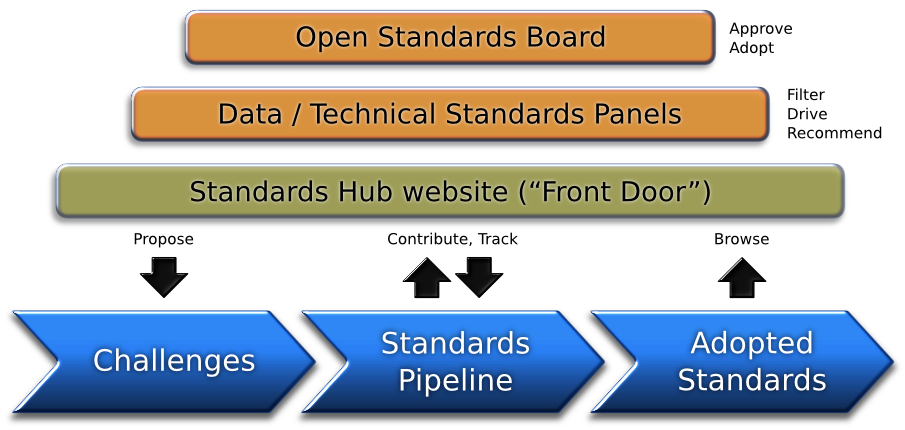 Open Standards Board
Approve
Adopt
Data / Technical Standards Panels
Filter
Drive
Recommend
Standards Hub website (“Front Door”)
Propose
Contribute, Track
Browse
Challenges
Standards
Pipeline
Adopted
Standards